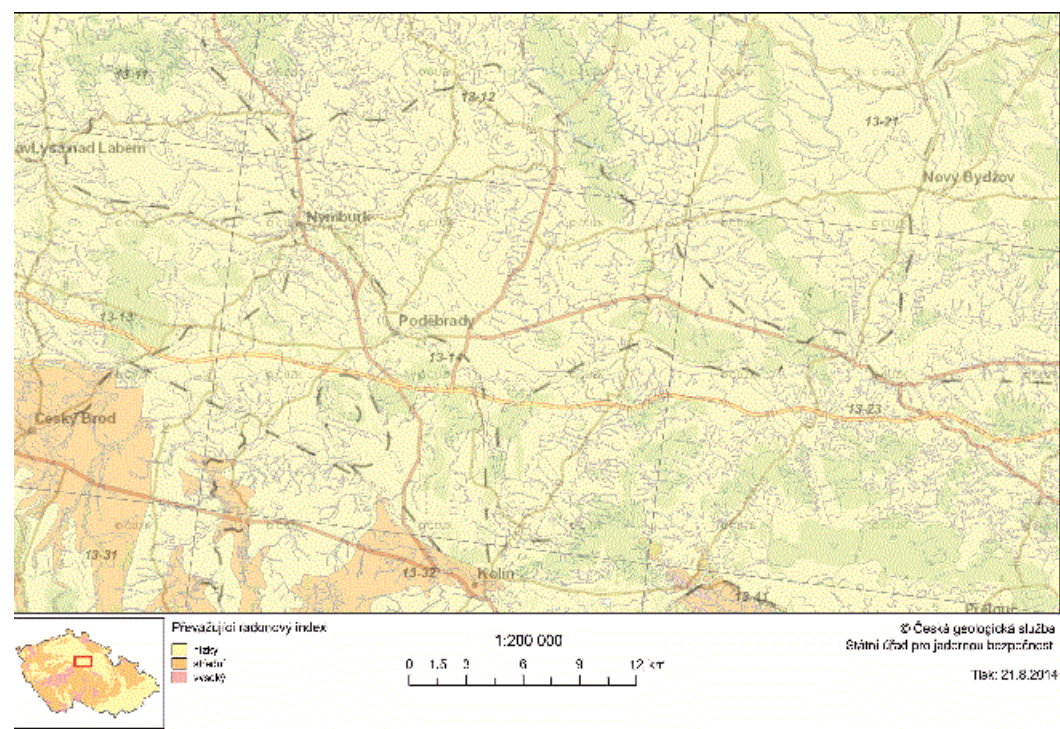 13-11
13-12
13-21
Lysá nad Labem
Nový Bydžov
Nymburk
13-13
Poděbrady
13-14
13-23
Český Brod
13-31
13-32
Kolín
13-41
Přelouč
Převažující radonový index
nízký
střední
vysoký
1:200 000
0 1.5 3 6 9 12 km
© Česká geologická služba
Státní úřad pro jadernou bezpečnost
Tisk: 21.8.2014